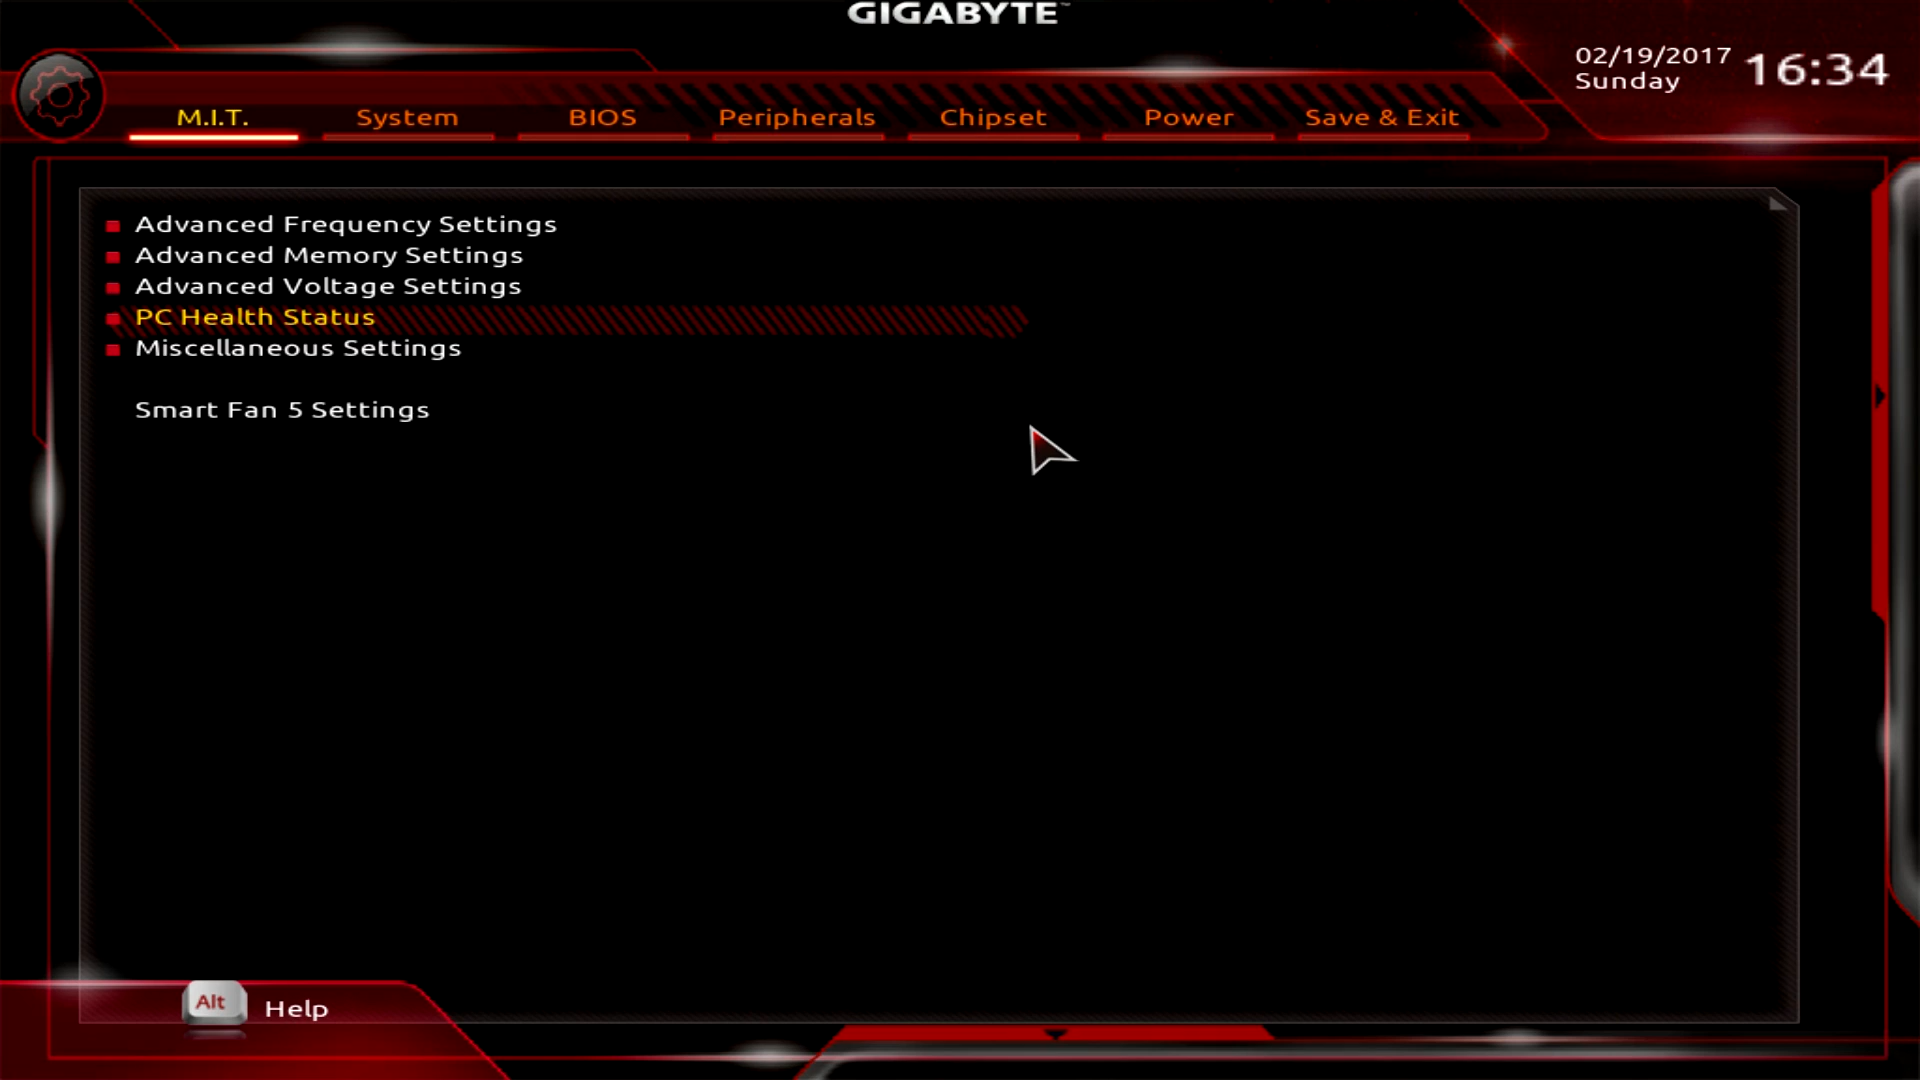 GIGABYTE™
02/19/2017
Sunday
16:34
M.I.T. System BIOS Peripherals Chipset Power Save & Exit
Advanced Frequency Settings
Advanced Memory Settings
Advanced Voltage Settings
PC Health Status
Miscellaneous Settings
Smart Fan 5 Settings
Alt Help